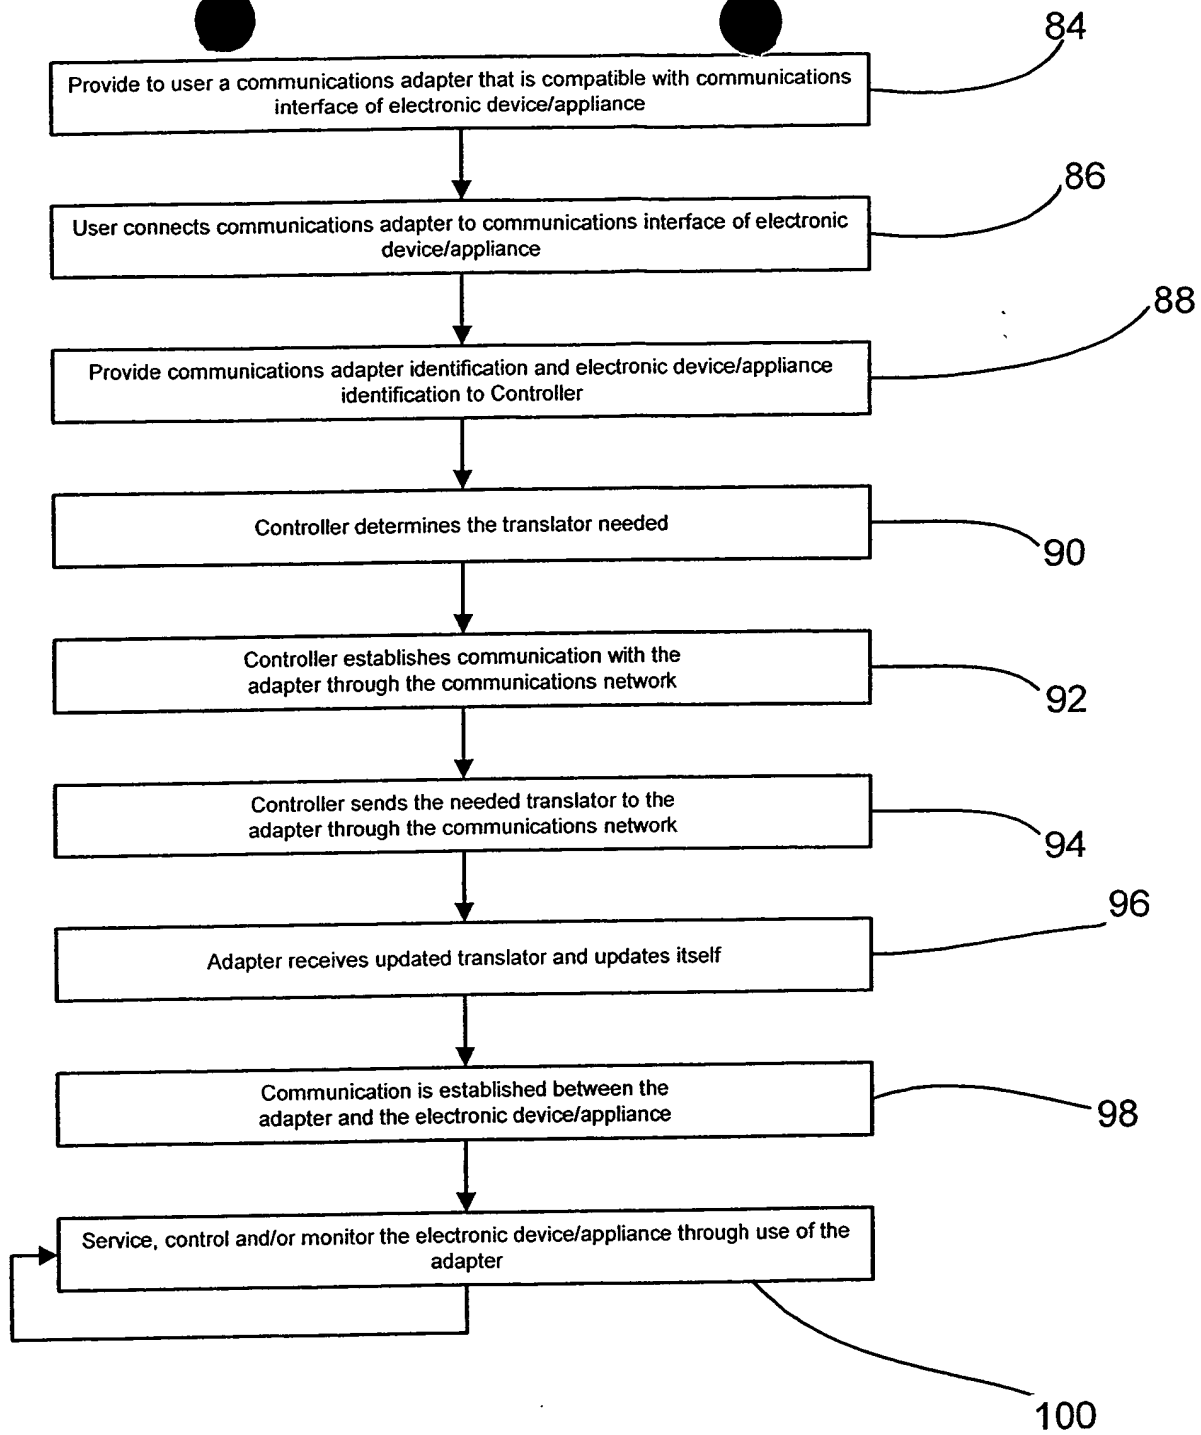 84
Provide to user a communications adapter that is compatible with communications
interface of electronic device/appliance
86
User connects communications adapter to communications interface of electronic
device/appliance
88
Provide communications adapter identification and electronic device/appliance
identification to Controller
Controller determines the translator needed
90
Controller establishes communication with the
adapter through the communications network
92
Controller sends the needed translator to the
adapter through the communications network
94
96
Adapter receives updated translator and updates itself
Communication is established between the
adapter and the electronic device/appliance
98
Service, control and/or monitor the electronic device/appliance through use of the
adapter
100